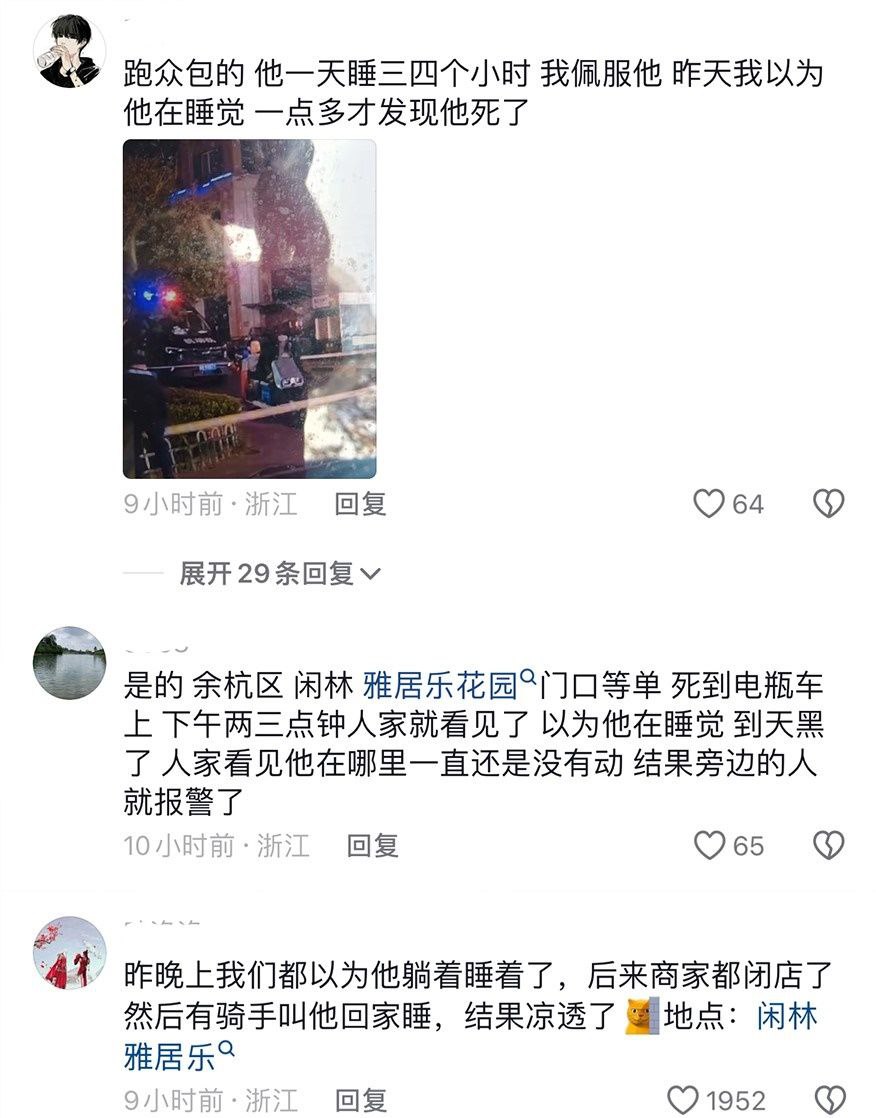 跑众包的 他一天睡三四个小时 我佩服他 昨天我以为
他在睡觉 一点多才发现他死了
9小时前 · 浙江 回复 64
展开29条回复
是的 余杭区 闲林 雅居乐花园门口等单 死到电瓶车
上 下午两三点钟人家就看见了 以为他在睡觉 到天黑
了 人家看见他在哪里一直还是没有动 结果旁边的人
就报警了
10小时前 · 浙江 回复 65
昨晚上我们都以为他躺着睡着了，后来商家都闭店了
然后有骑手叫他回家睡，结果凉透了 地点：闲林
雅居乐
9小时前 · 浙江 回复 1952